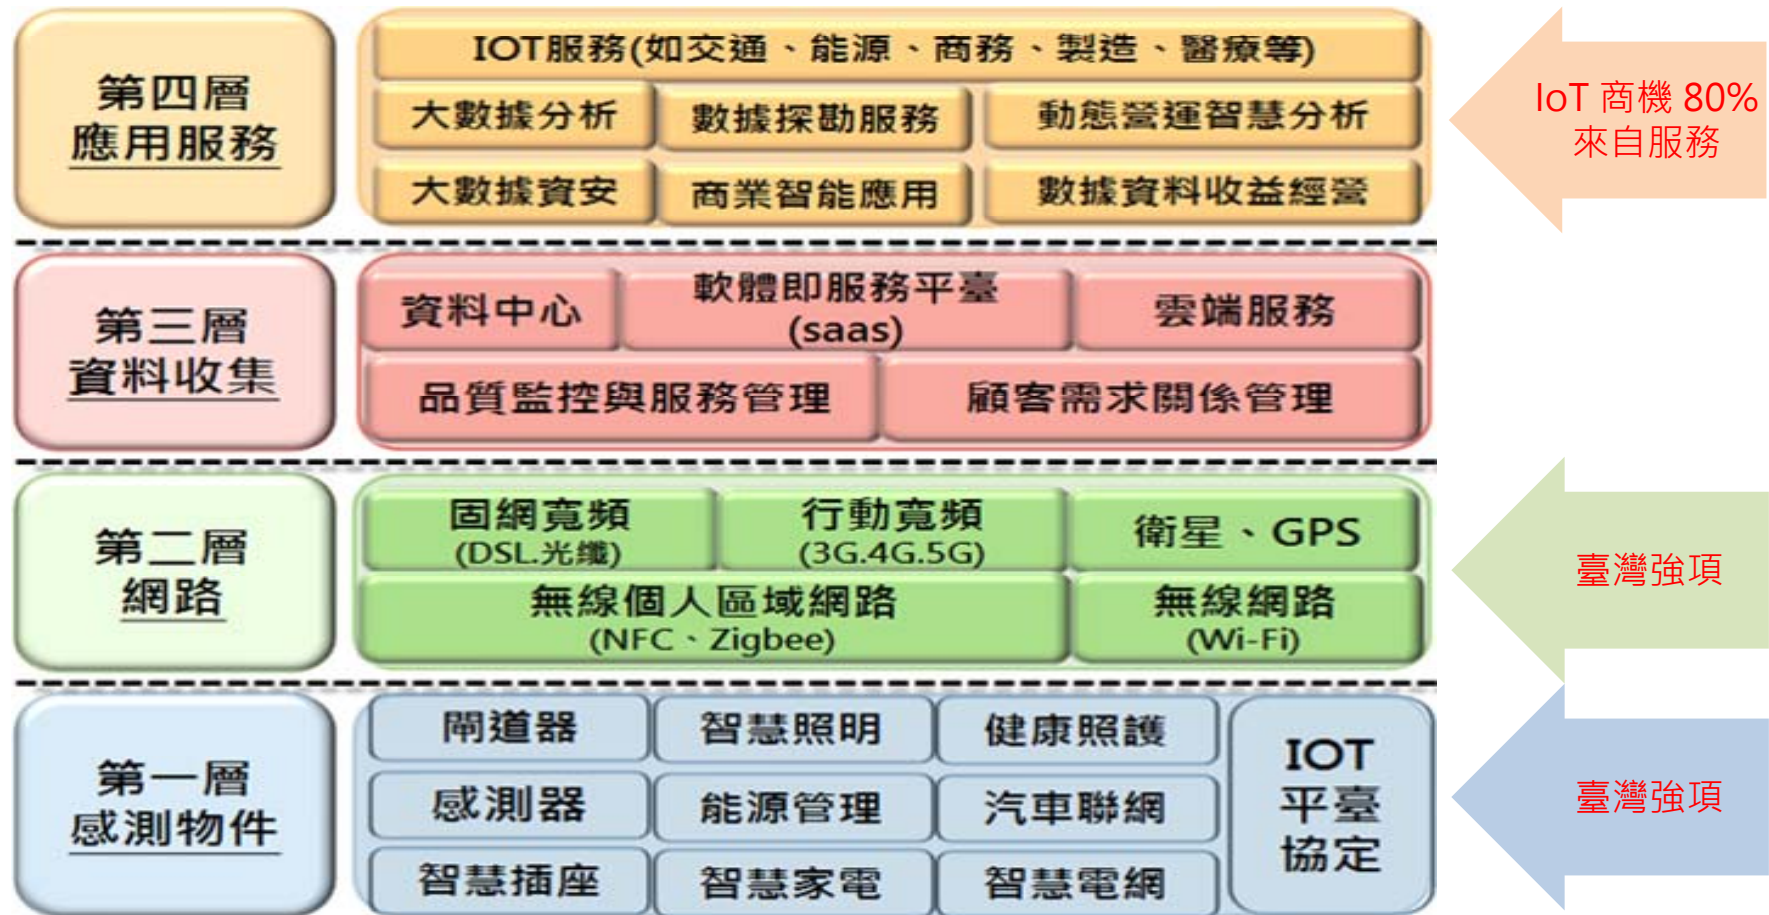 第四層
應用服務
IOT服務(如交通、能源、商務、製造、醫療等)
大數據分析
數據探勘服務
動態營運智慧分析
大數據資安
商業智能應用
數據資料收益經營
IoT 商機 80%
來自服務
第三層
資料收集
資料中心
軟體即服務平臺
(saas)
雲端服務
品質監控與服務管理
顧客需求關係管理
第二層
網路
固網寬頻
(DSL.光纖)
行動寬頻
(3G.4G.5G)
衛星、GPS
無線個人區域網路
(NFC、Zigbee)
無線網路
(Wi-Fi)
臺灣強項
第一層
感測物件
閘道器
智慧照明
健康照護
感測器
能源管理
汽車聯網
智慧插座
智慧家電
智慧電網
IOT
平臺
協定
臺灣強項